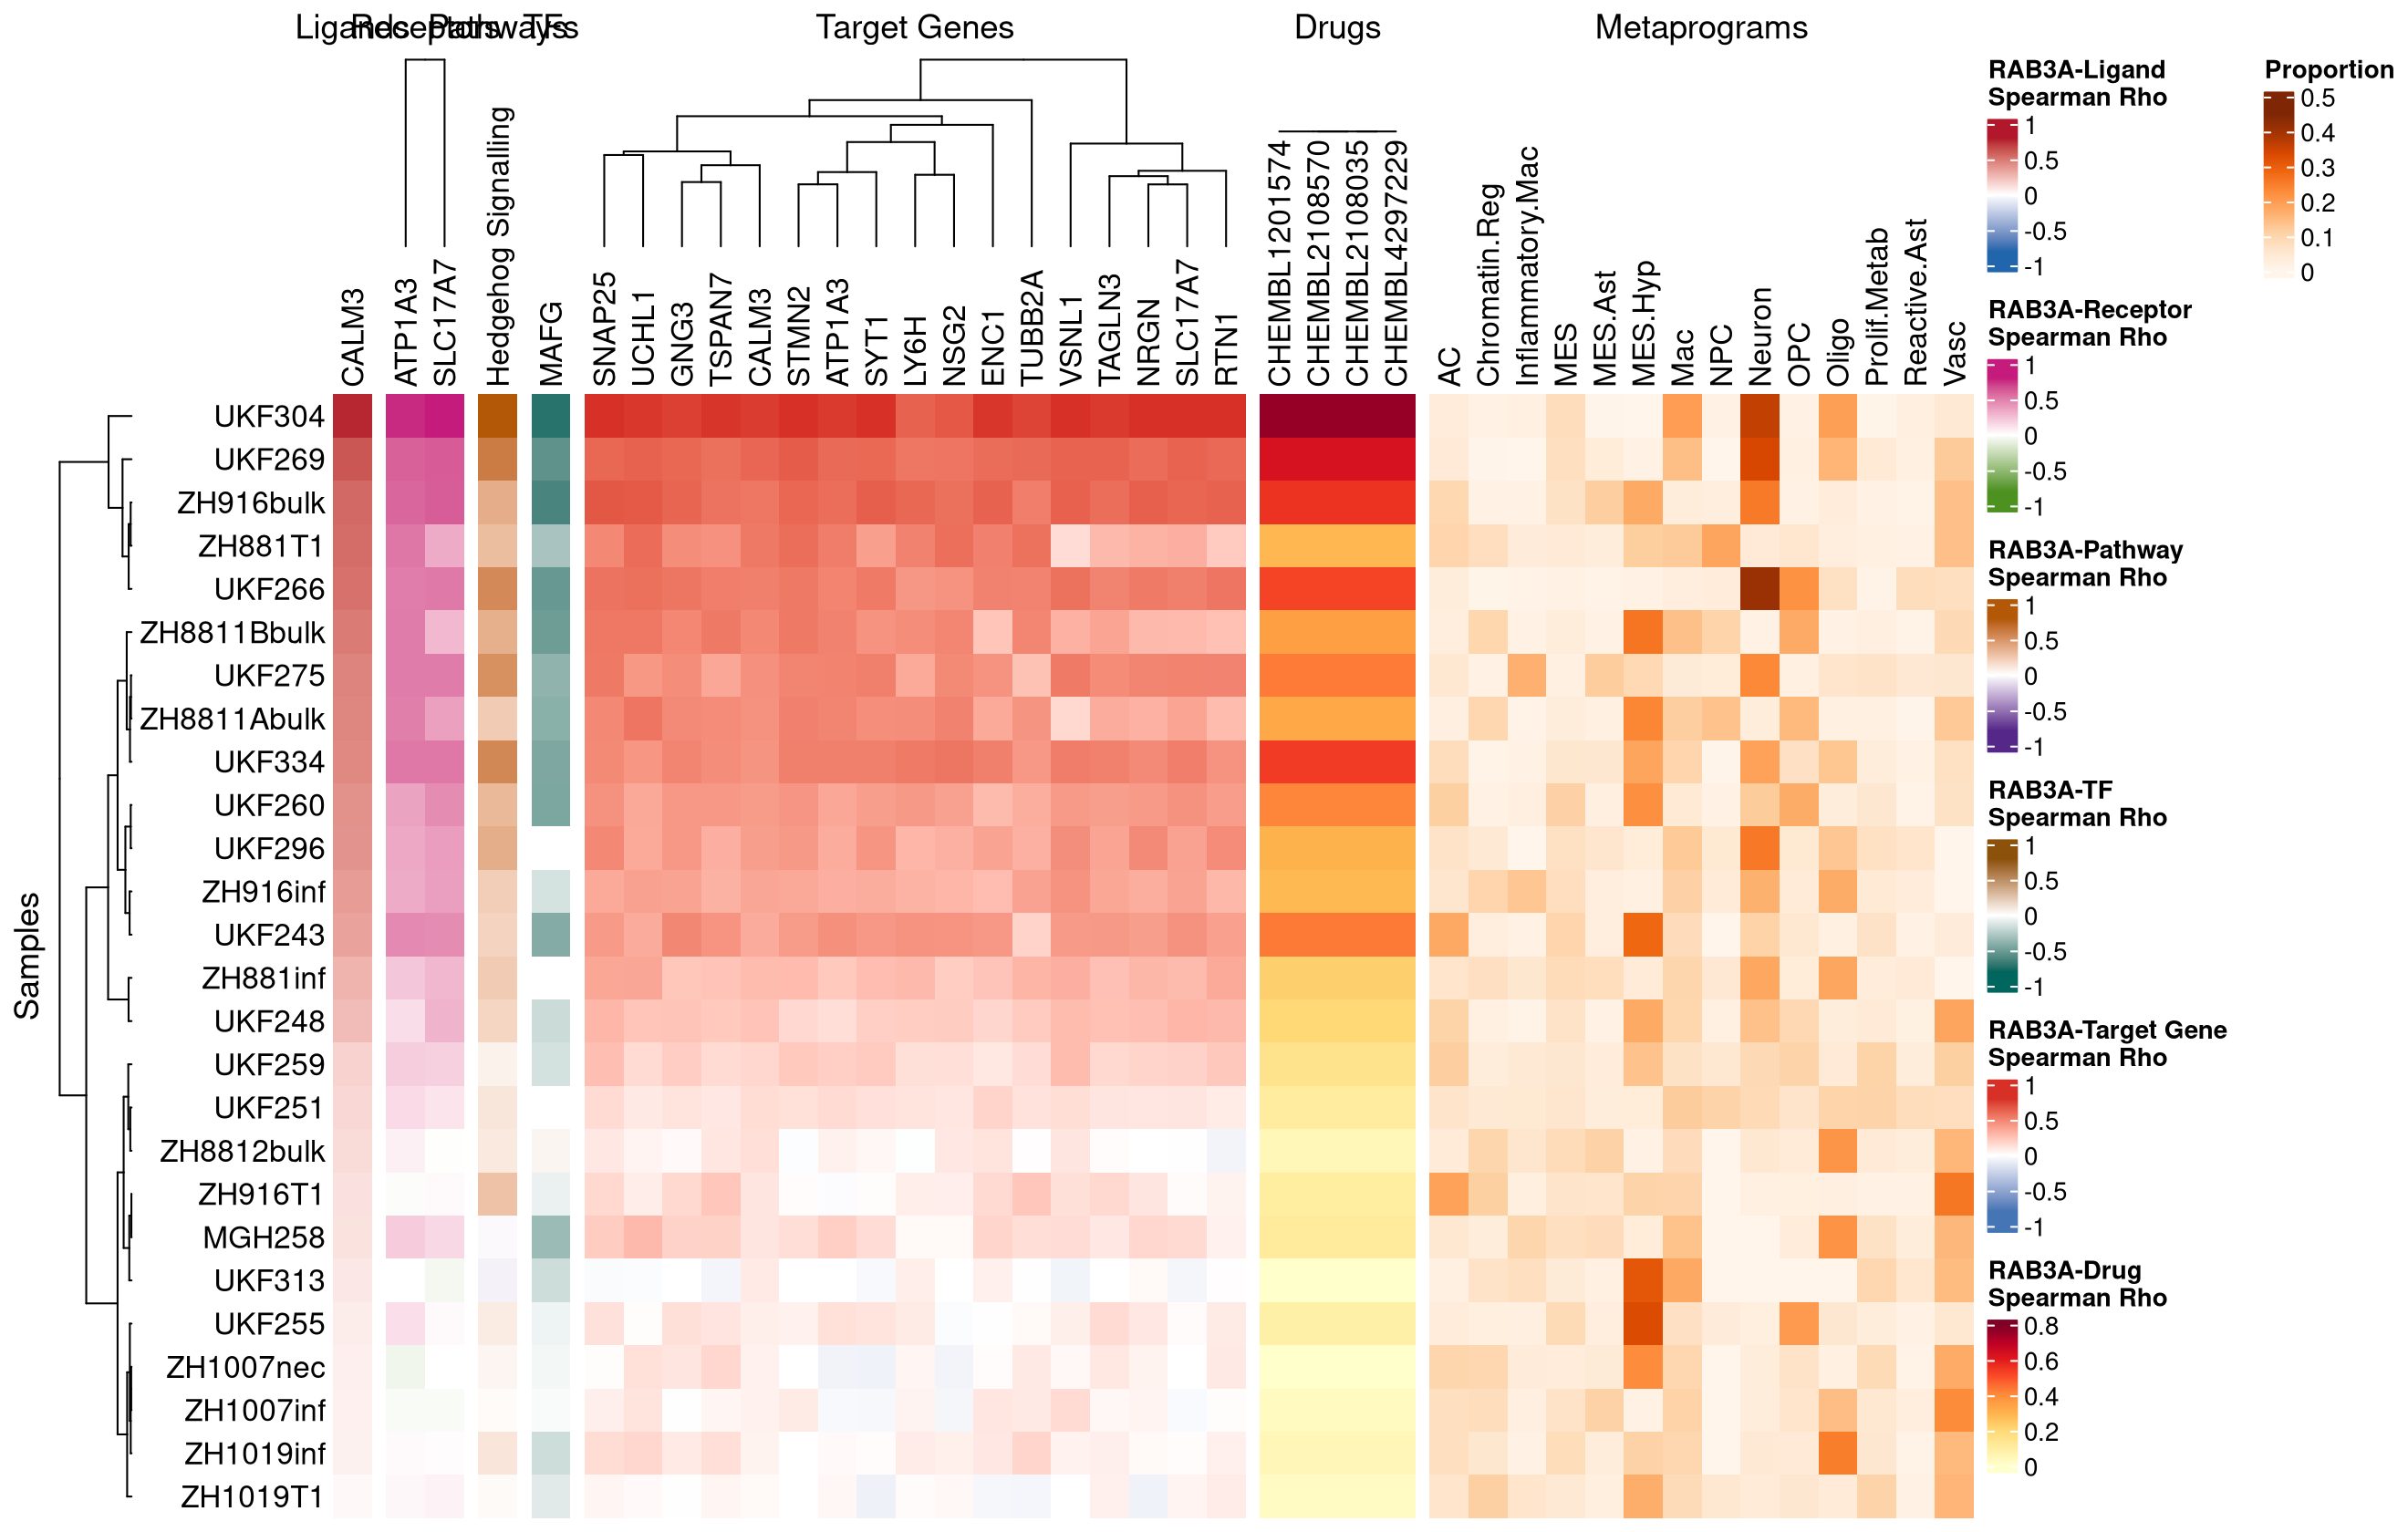 Ligands Receptors Pathways TFs Target Genes Drugs Metaprograms
CALM3
ATP1A3
SLC17A7
Hedgehog Signalling
MAFG
SNAP25
UCHL1
GNG3
TSPAN7
CALM3
STMN2
ATP1A3
SYT1
LY6H
NSG2
ENC1
TUBB2A
VSNL1
TAGLN3
NRGN
SLC17A7
RTN1
CHEMBL1201574
CHEMBL2108570
CHEMBL2108035
CHEMBL4297229
AC
Chromatin.Reg
Inflammatory.Mac
MES
MES.Ast
MES.Hyp
Mac
NPC
Neuron
OPC
Oligo
Prolif.Metab
Reactive.Ast
Vasc
Samples
UKF304
UKF269
ZH916bulk
ZH881T1
UKF266
ZH8811Bbulk
UKF275
ZH8811Abulk
UKF334
UKF260
UKF296
ZH916inf
UKF243
ZH881inf
UKF248
UKF259
UKF251
ZH8812bulk
ZH916T1
MGH258
UKF313
UKF255
ZH1007nec
ZH1007inf
ZH1019inf
ZH1019T1
RAB3A-Ligand
Spearman Rho
1
0.5
0
-0.5
-1
RAB3A-Receptor
Spearman Rho
1
0.5
0
-0.5
-1
RAB3A-Pathway
Spearman Rho
1
0.5
0
-0.5
-1
RAB3A-TF
Spearman Rho
1
0.5
0
-0.5
-1
RAB3A-Target Gene
Spearman Rho
1
0.5
0
-0.5
-1
RAB3A-Drug
Spearman Rho
0.8
0.6
0.4
0.2
0
Proportion
0.5
0.4
0.3
0.2
0.1
0